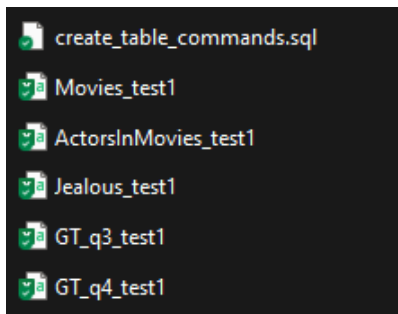 create_table_commands.sql
Movies_test1
ActorsInMovies_test1
Jealous_test1
GT_q3_test1
GT_q4_test1